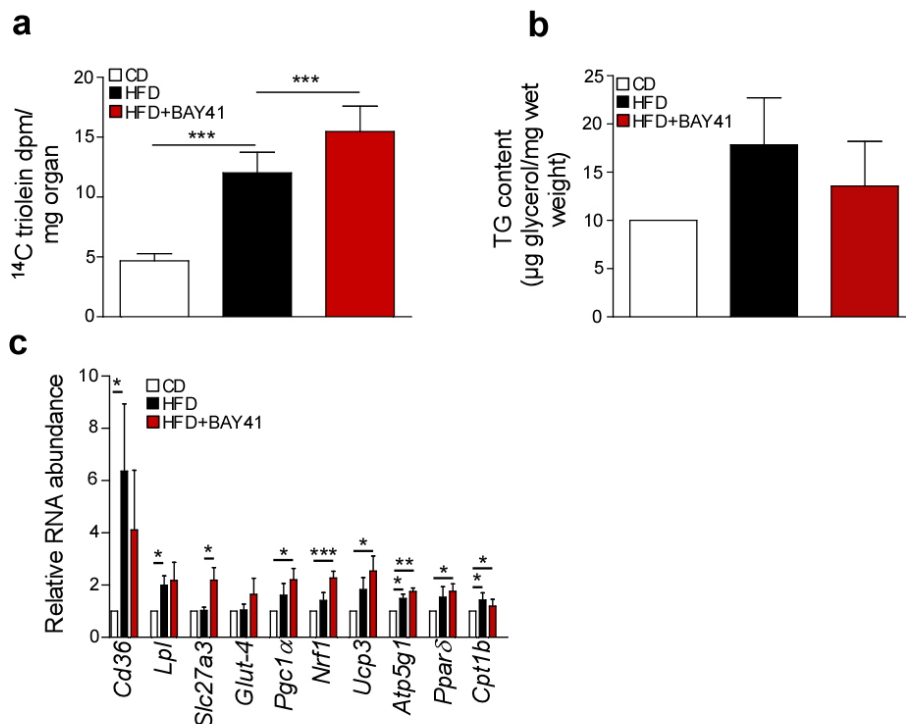 a
¹⁴C triolein dpm/
mg organ
20
15
10
5
0
CD
HFD
HFD+BAY41
***
***
b
TG content
(µg glycerol/mg wet
weight)
25
20
15
10
5
0
CD
HFD
HFD+BAY41
c
Relative RNA abundance
10
8
6
4
2
0
CD
HFD
HFD+BAY41
*
*
*
*
***
*
**
*
*
*
*
Cd36
Lpl
Slc27a3
Glut-4
Pgc1α
Nrf1
Ucp3
Atp5g1
Pparδ
Cpt1b